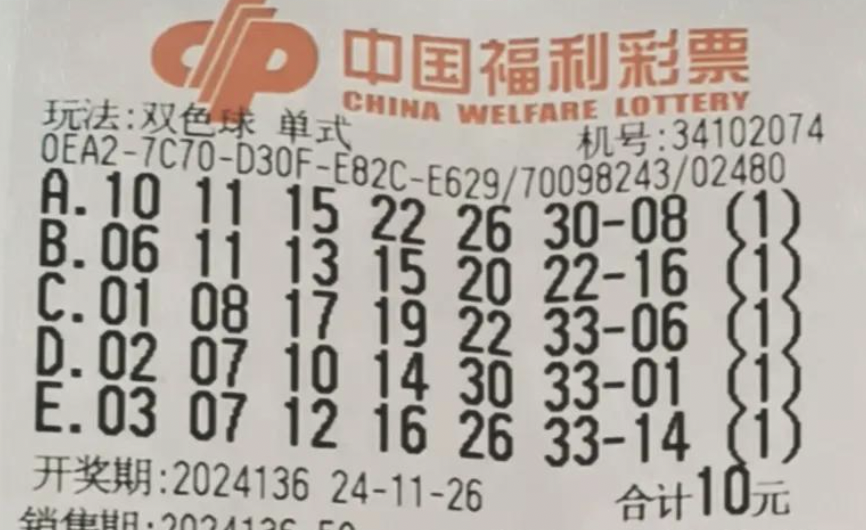 中国福利彩票
CHINA WELFARE LOTTERY
玩法:双色球 单式 机号:34102074
0EA2-7C70-D30F-E82C-E629/70098243/02480
A.10 11 15 22 26 30-08 (1)
B.06 11 13 15 20 22-16 (1)
C.01 08 17 19 22 33-06 (1)
D.02 07 10 14 30 33-01 (1)
E.03 07 12 16 26 33-14 (1)
开奖期:2024136 24-11-26 合计10元
销售期:2024136-50